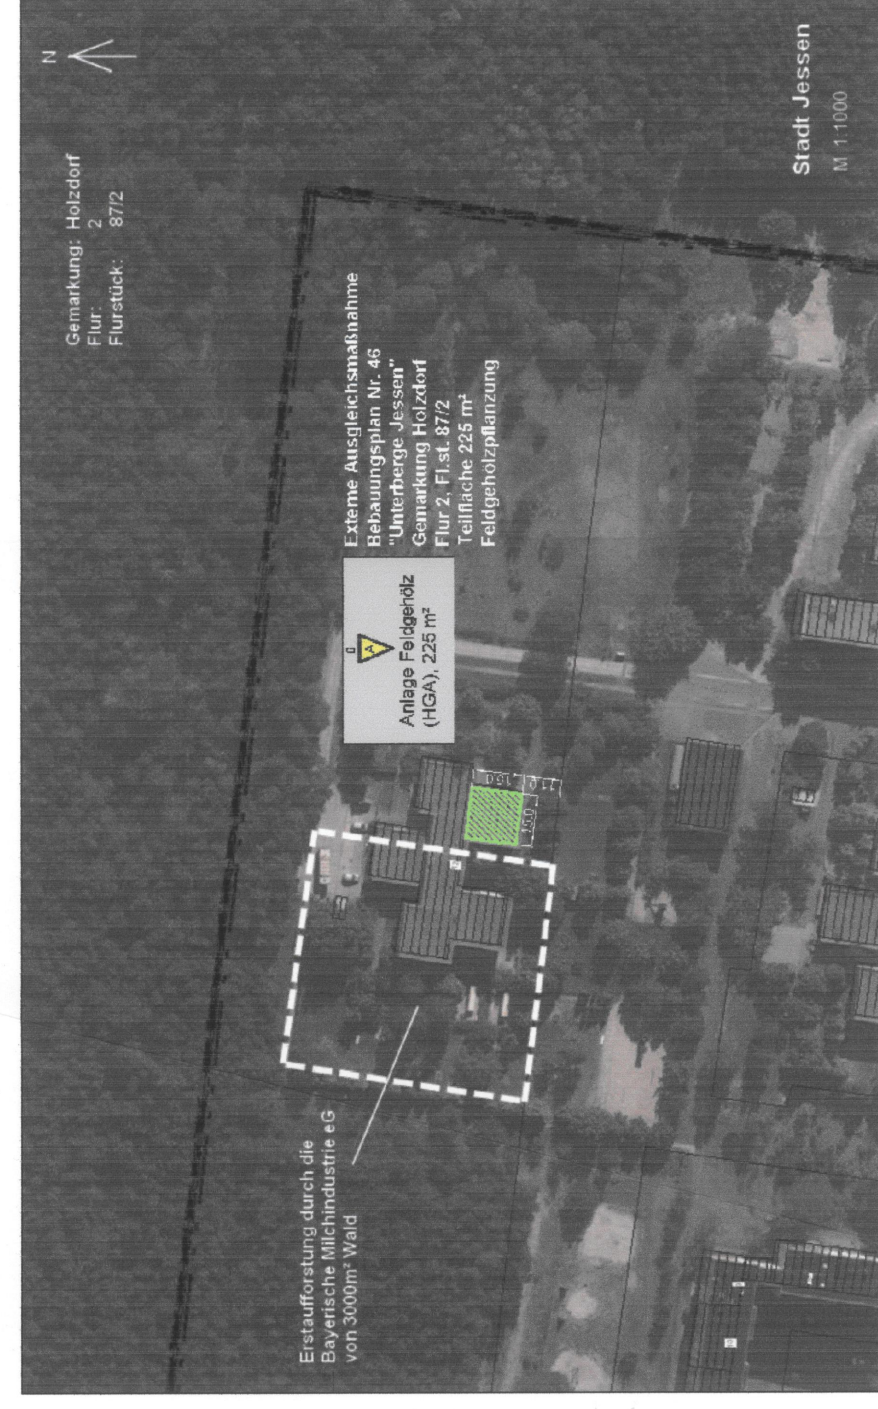 N
Gemarkung: Holzdorf
Flur: 2
Flurstück: 87/2
Externe Ausgleichsmaßnahme
Bebauungsplan Nr. 46
"Unterberge Jessen"
Gemarkung Holzdorf
Flur 2, Fl.st. 87/2
Teilfläche 225 m²
Feldgehölzpflanzung
A
Anlage Feldgehölz
(HGA), 225 m²
15.0
Erstaufforstung durch die
Bayerische Milchindustrie eG
von 3000m² Wald
Stadt Jessen
M 1:1000